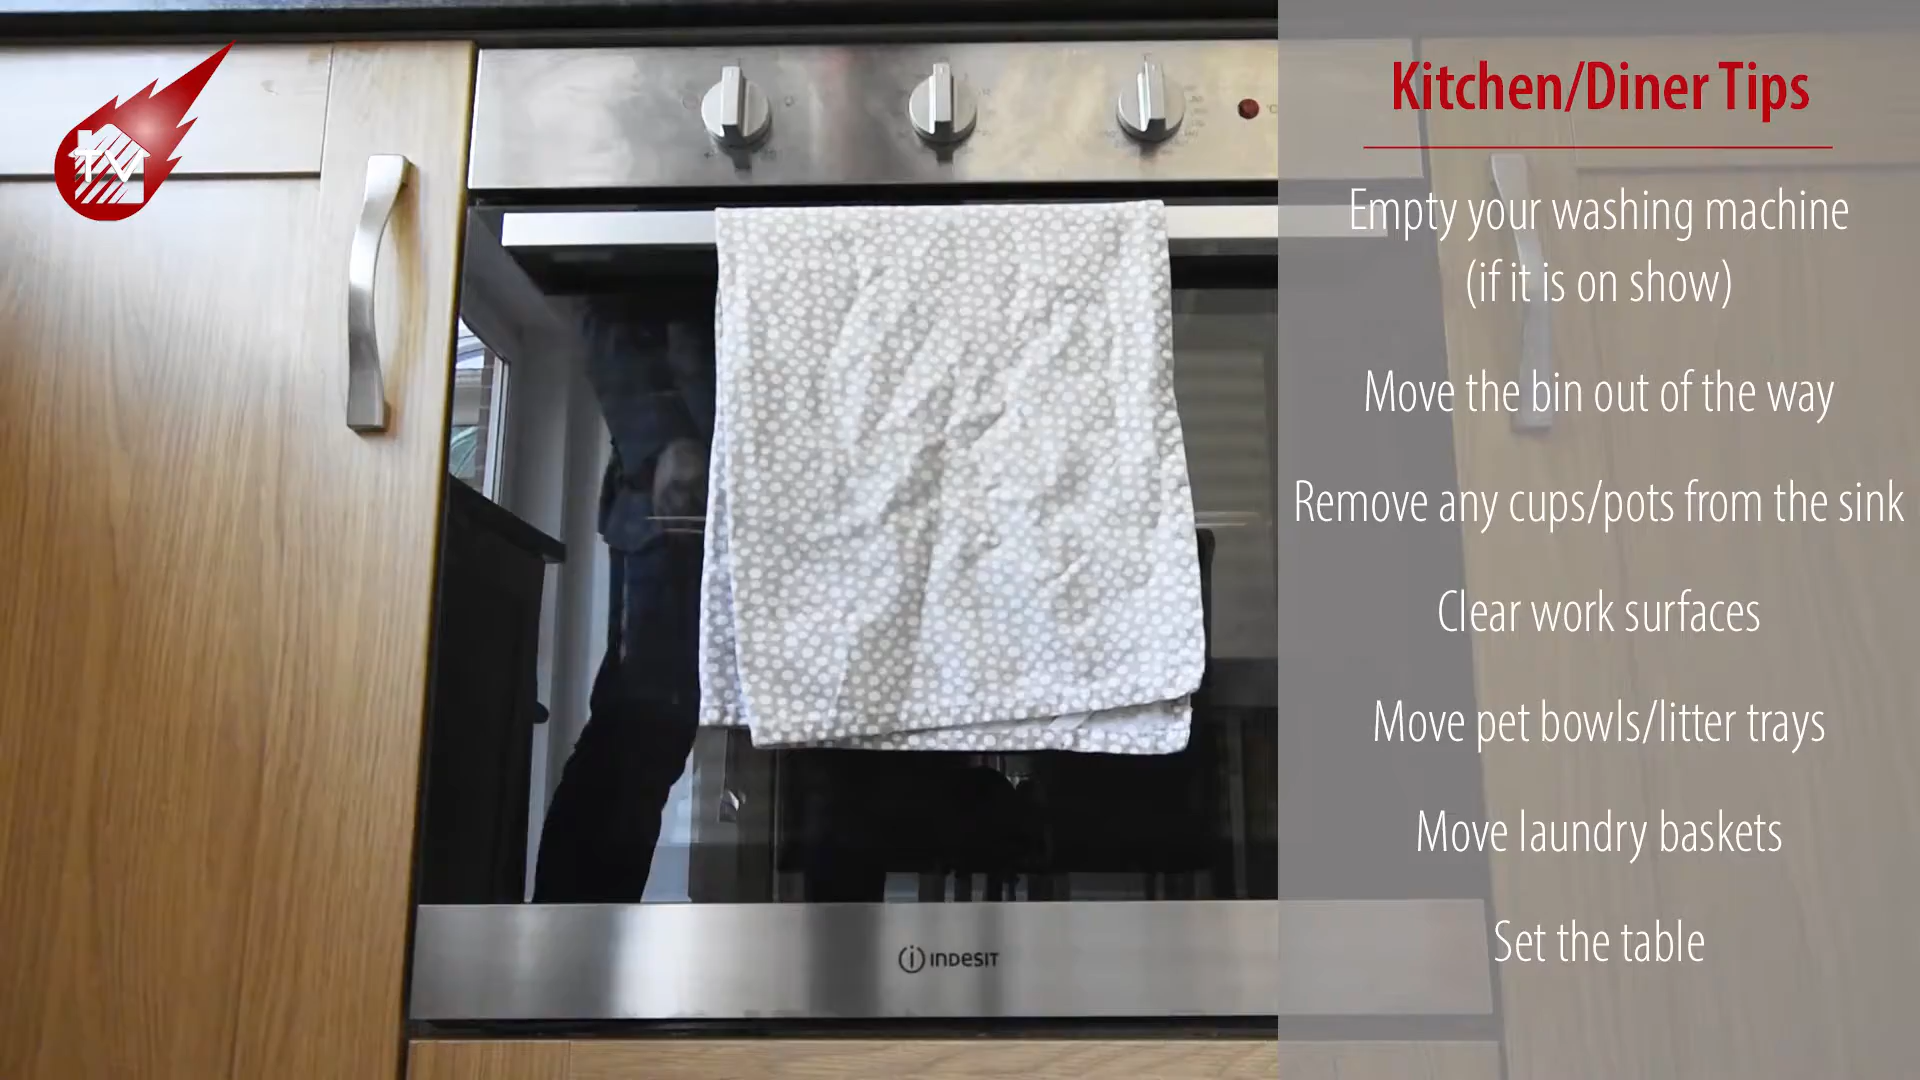 TV
Kitchen/Diner Tips
Empty your washing machine
(if it is on show)
Move the bin out of the way
Remove any cups/pots from the sink
Clear work surfaces
Move pet bowls/litter trays
Move laundry baskets
Set the table
INDESIT